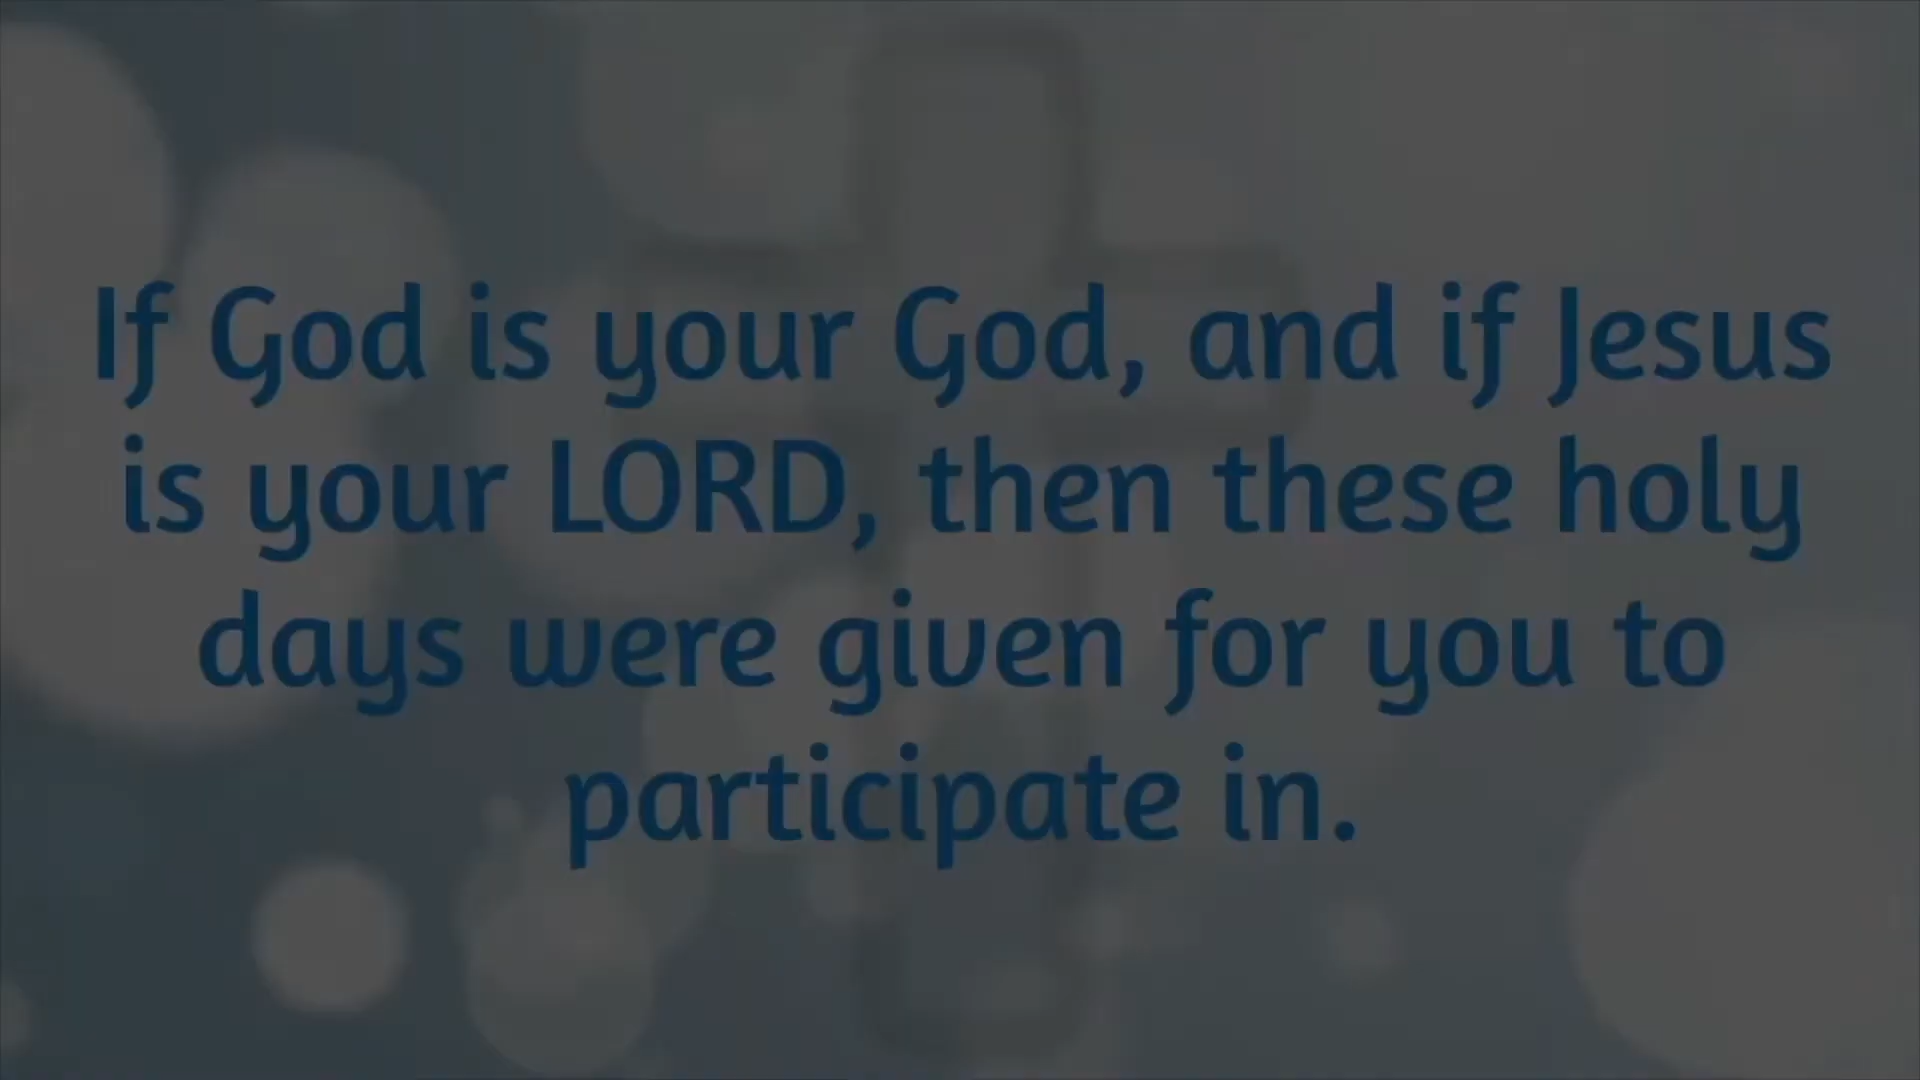 If God is your God, and if Jesus
is your LORD, then these holy
days were given for you to
participate in.